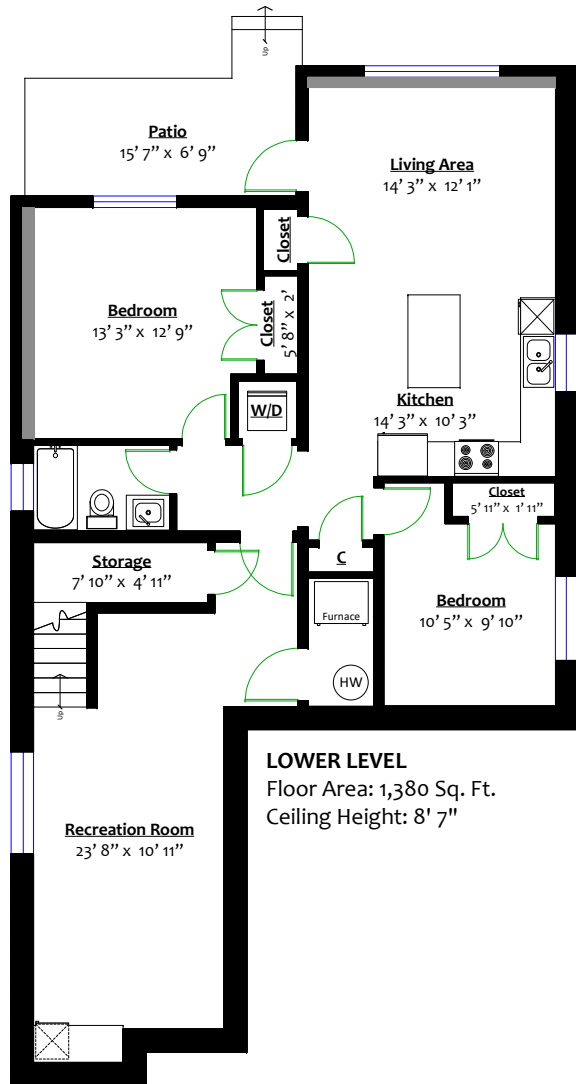 Up
Patio
15’ 7” x 6’ 9”
Living Area
14’ 3” x 12’ 1”
Closet
Bedroom
13’ 3” x 12’ 9”
Closet
5’ 8” x 2’
W/D
Kitchen
14’ 3” x 10’ 3”
Closet
5’ 11” x 1’ 11”
Storage
7’ 10” x 4’ 11”
C
Bedroom
10’ 5” x 9’ 10”
Furnace
HW
Up
LOWER LEVEL
Floor Area: 1,380 Sq. Ft.
Ceiling Height: 8' 7"
Recreation Room
23’ 8” x 10’ 11”